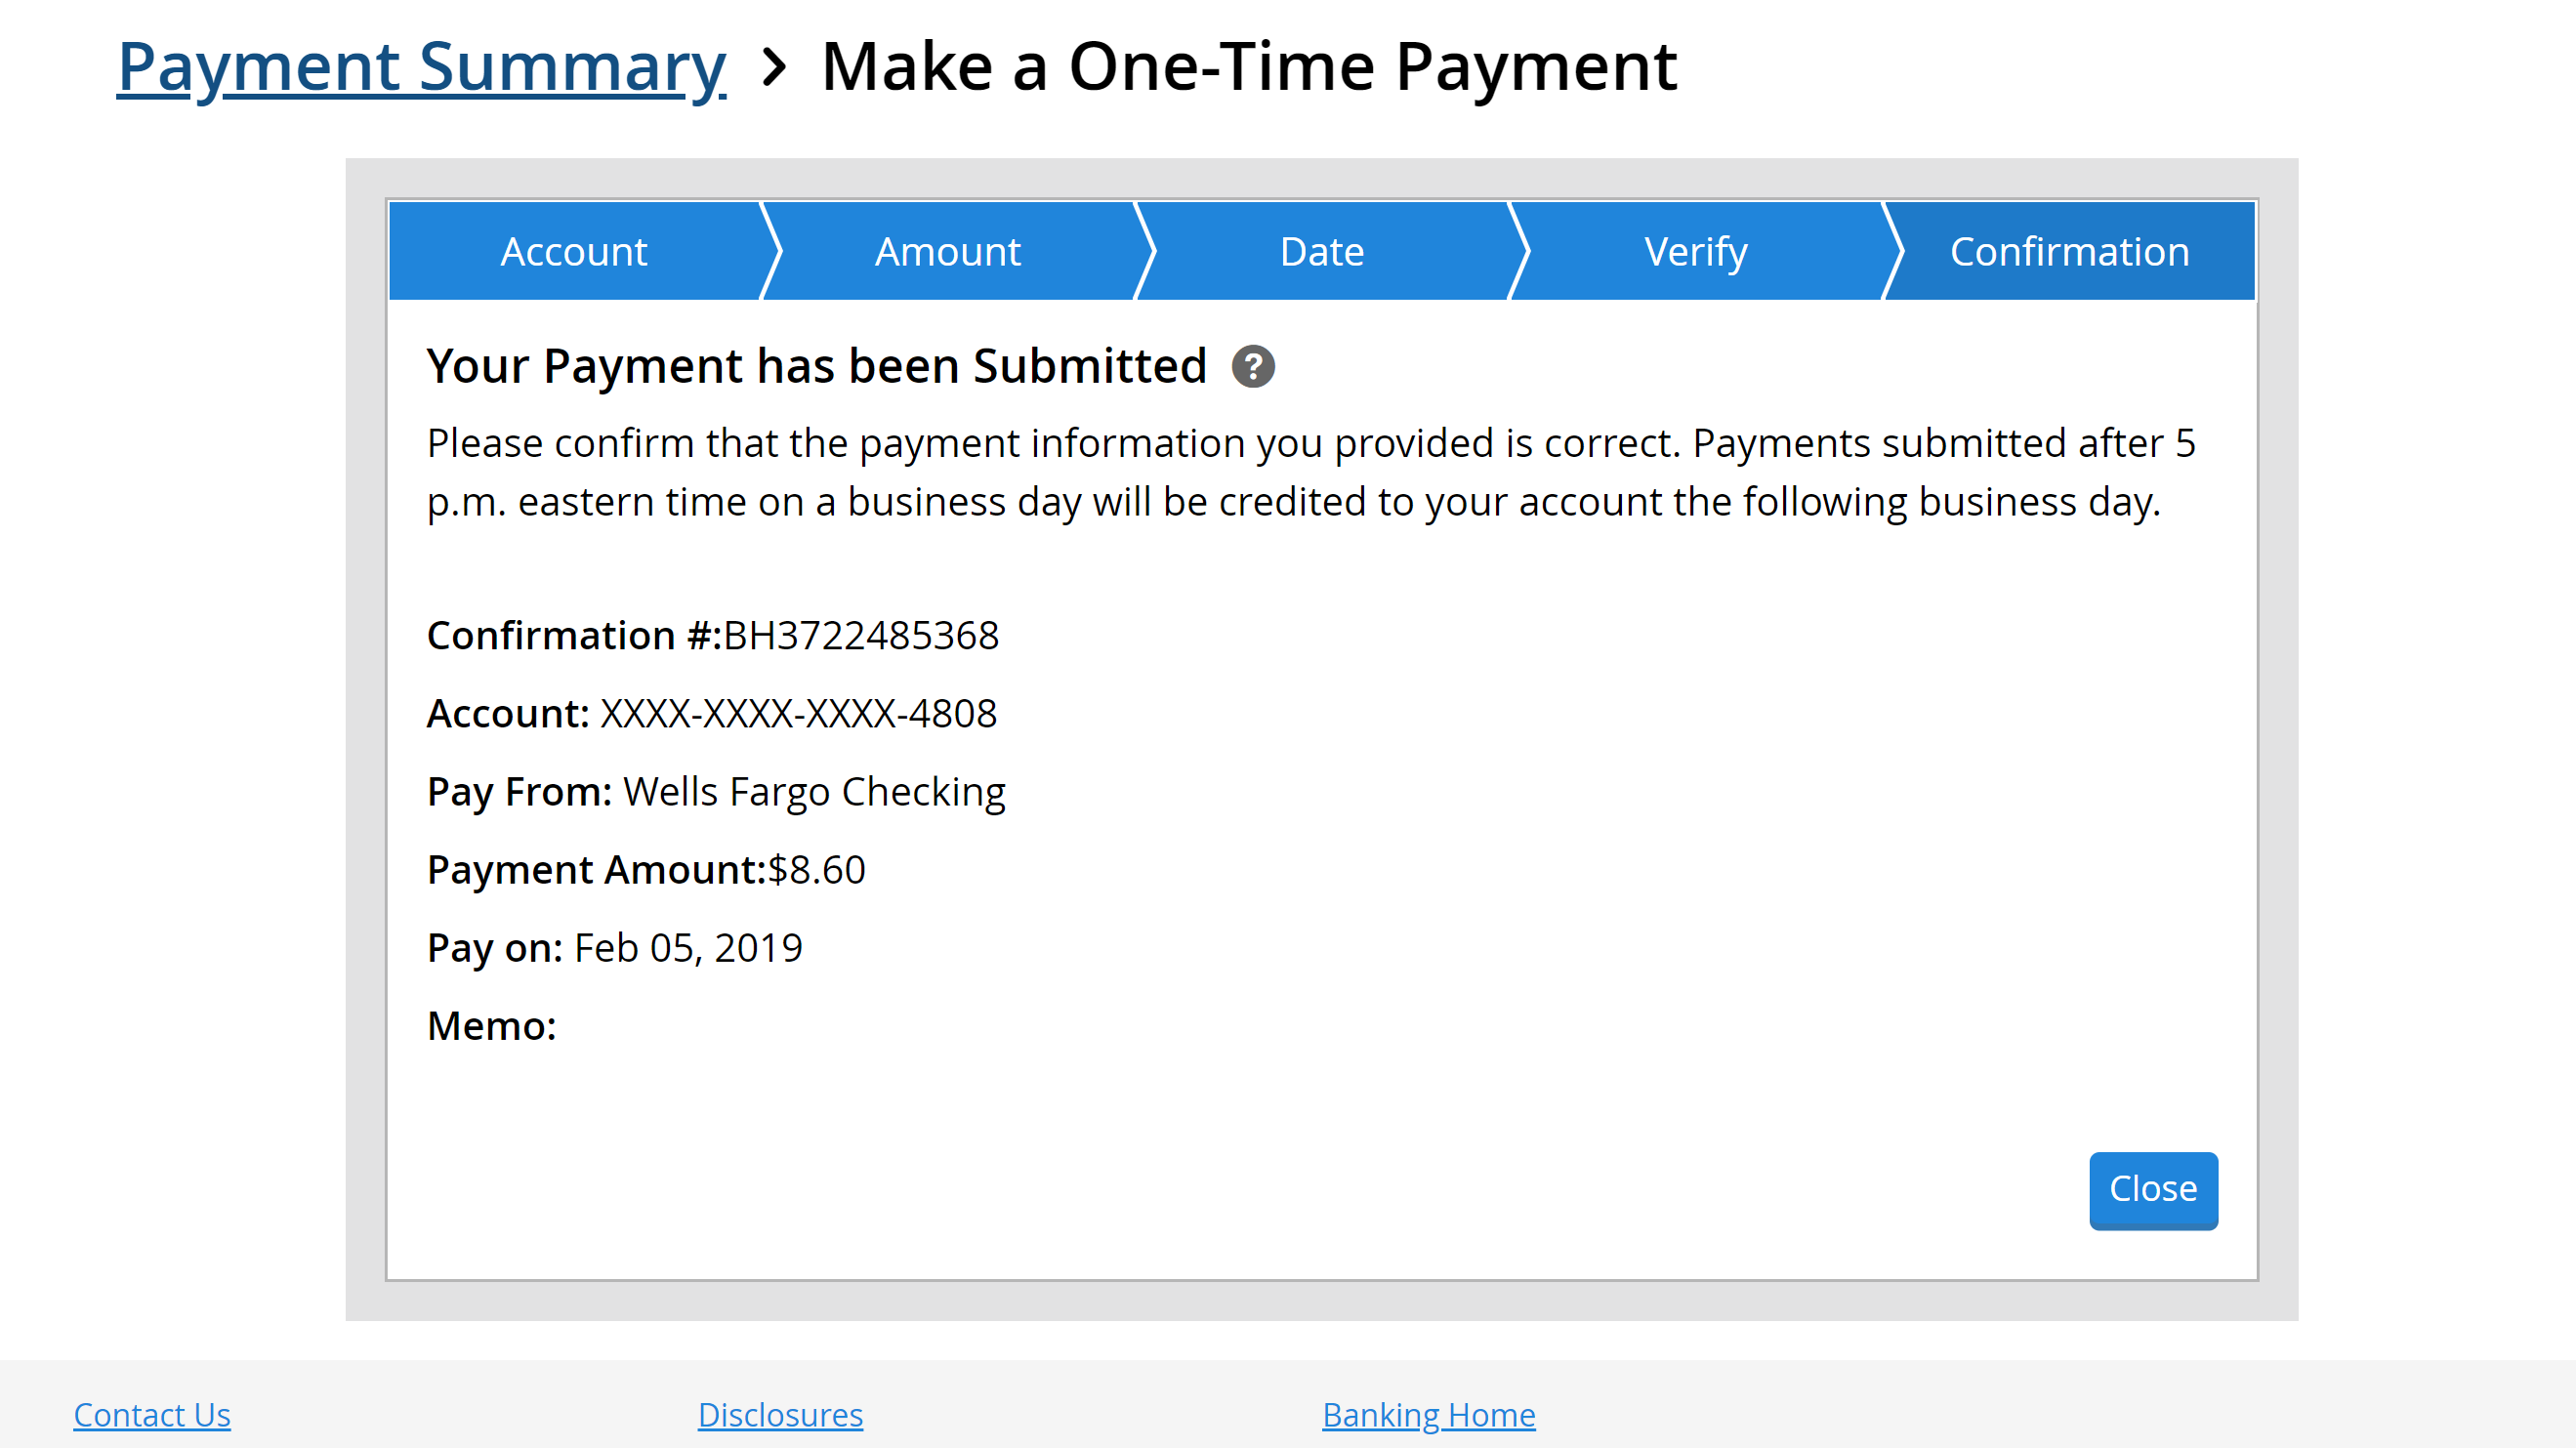 Payment Summary > Make a One-Time Payment
Account Amount Date Verify Confirmation
Your Payment has been Submitted ?
Please confirm that the payment information you provided is correct. Payments submitted after 5
p.m. eastern time on a business day will be credited to your account the following business day.
Confirmation #:BH3722485368
Account: XXXX-XXXX-XXXX-4808
Pay From: Wells Fargo Checking
Payment Amount:$8.60
Pay on: Feb 05, 2019
Memo:
Close
Contact Us Disclosures Banking Home